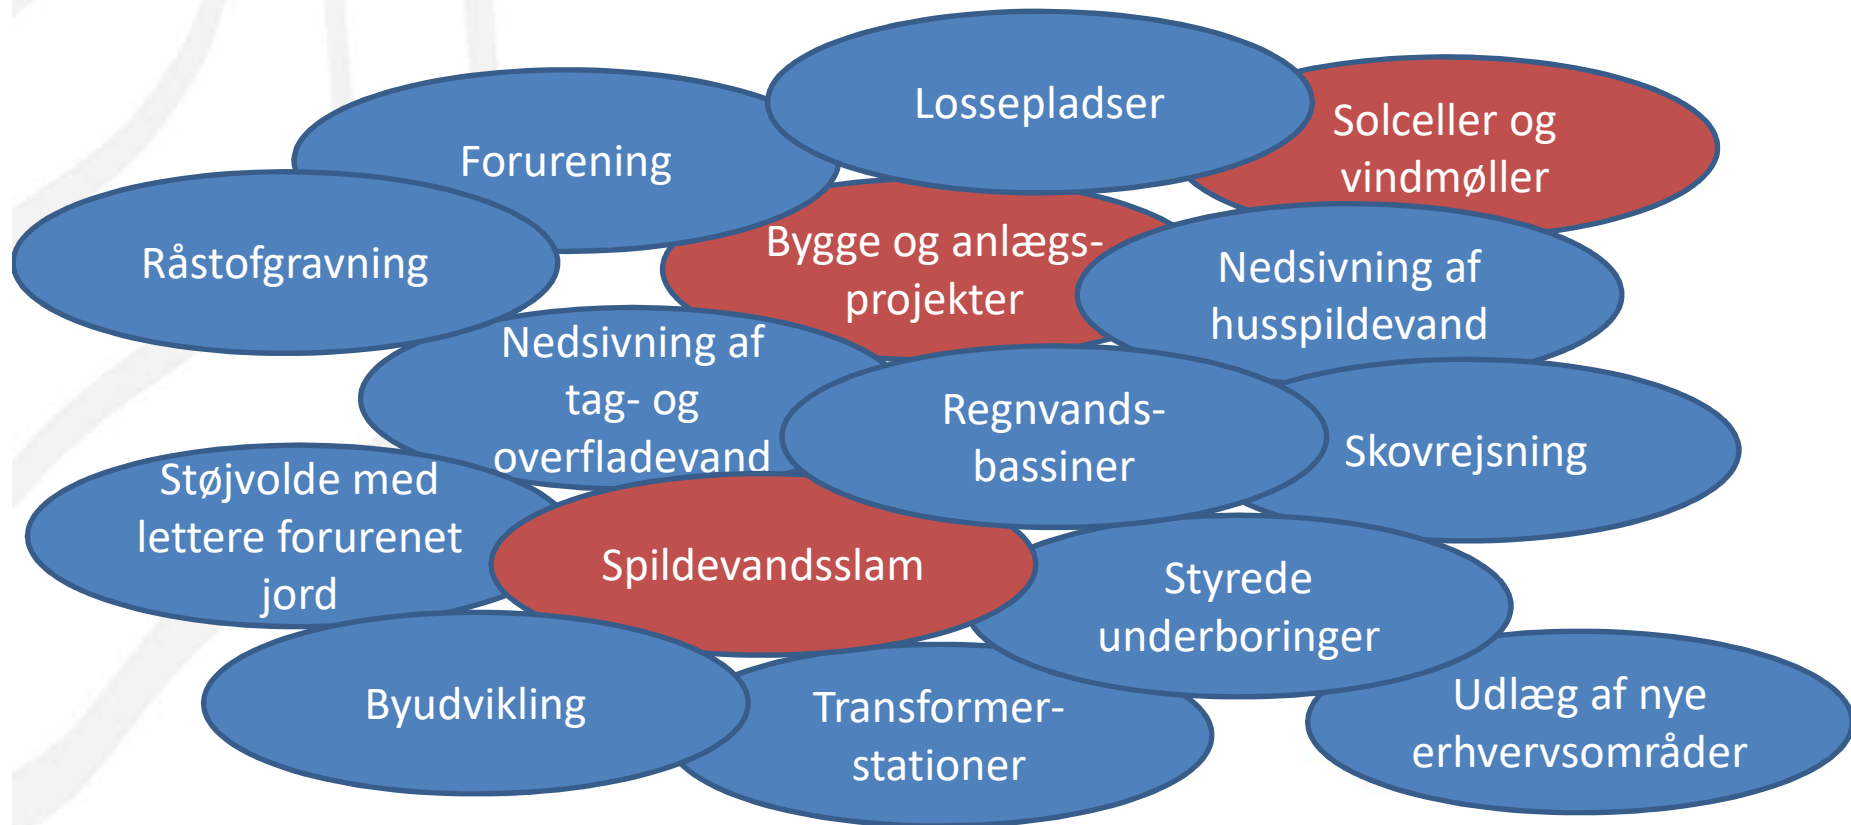 Lossepladser
Solceller og
vindmøller
Forurening
Bygge og anlægs-
projekter
Råstofgravning
Nedsivning af
husspildevand
Nedsivning af
tag- og
overfladevand
Regnvands-
bassiner
Skovrejsning
Støjvolde med
lettere forurenet
jord
Spildevandsslam
Styrede
underboringer
Byudvikling
Transformer-
stationer
Udlæg af nye
erhvervsområder